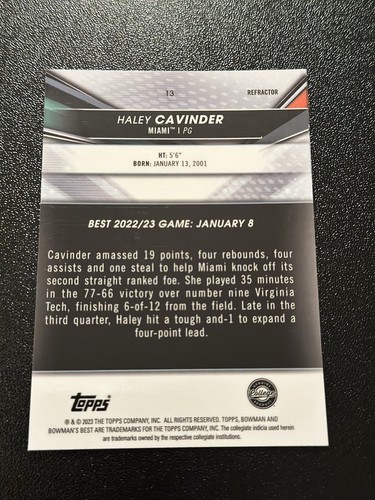 13
REFRACTOR
HALEY CAVINDER
MIAMI™ | PG
HT: 5'6"
BORN: JANUARY 13, 2001
BEST 2022/23 GAME: JANUARY 8
Cavinder amassed 19 points, four rebounds, four
assists and one steal to help Miami knock off its
second straight ranked foe. She played 35 minutes
in the 77-66 victory over number nine Virginia
Tech, finishing 6-of-12 from the field. Late in the
third quarter, Haley hit a tough and-1 to expand a
four-point lead.
topps
College
® & © 2023 THE TOPPS COMPANY, INC. ALL RIGHTS RESERVED. TOPPS, BOWMAN AND
BOWMAN'S BEST ARE TRADEMARKS OF THE TOPPS COMPANY, INC. The collegiate indicia used herein
are trademarks owned by the respective collegiate institutions.